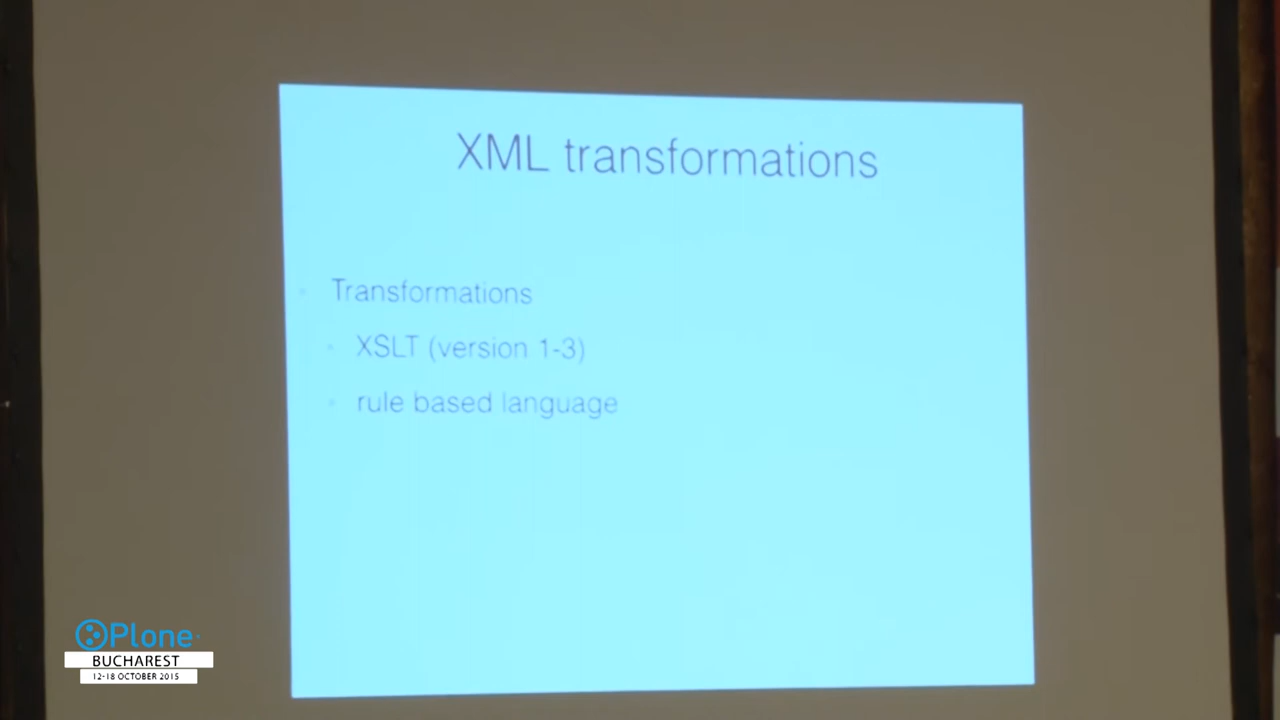 XML transformations
Transformations
XSLT (version 1-3)
rule based language
Plone
BUCHAREST
12-18 OCTOBER 2015